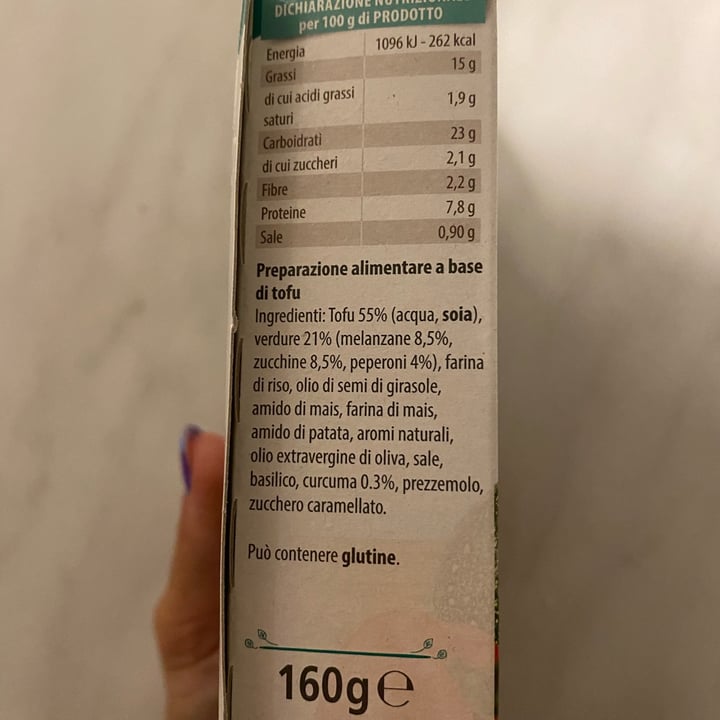 DICHIARAZIONE NUTRIZIONALE
per 100 g di PRODOTTO
Energia 1096 kJ - 262 kcal
Grassi 15 g
di cui acidi grassi saturi 1,9 g
Carboidrati 23 g
di cui zuccheri 2,1 g
Fibre 2,2 g
Proteine 7,8 g
Sale 0,90 g
Preparazione alimentare a base
di tofu
Ingredienti: Tofu 55% (acqua, soia),
verdure 21% (melanzane 8,5%,
zucchine 8,5%, peperoni 4%), farina
di riso, olio di semi di girasole,
amido di mais, farina di mais,
amido di patata, aromi naturali,
olio extravergine di oliva, sale,
basilico, curcuma 0.3%, prezzemolo,
zucchero caramellato.
Può contenere glutine.
160g e